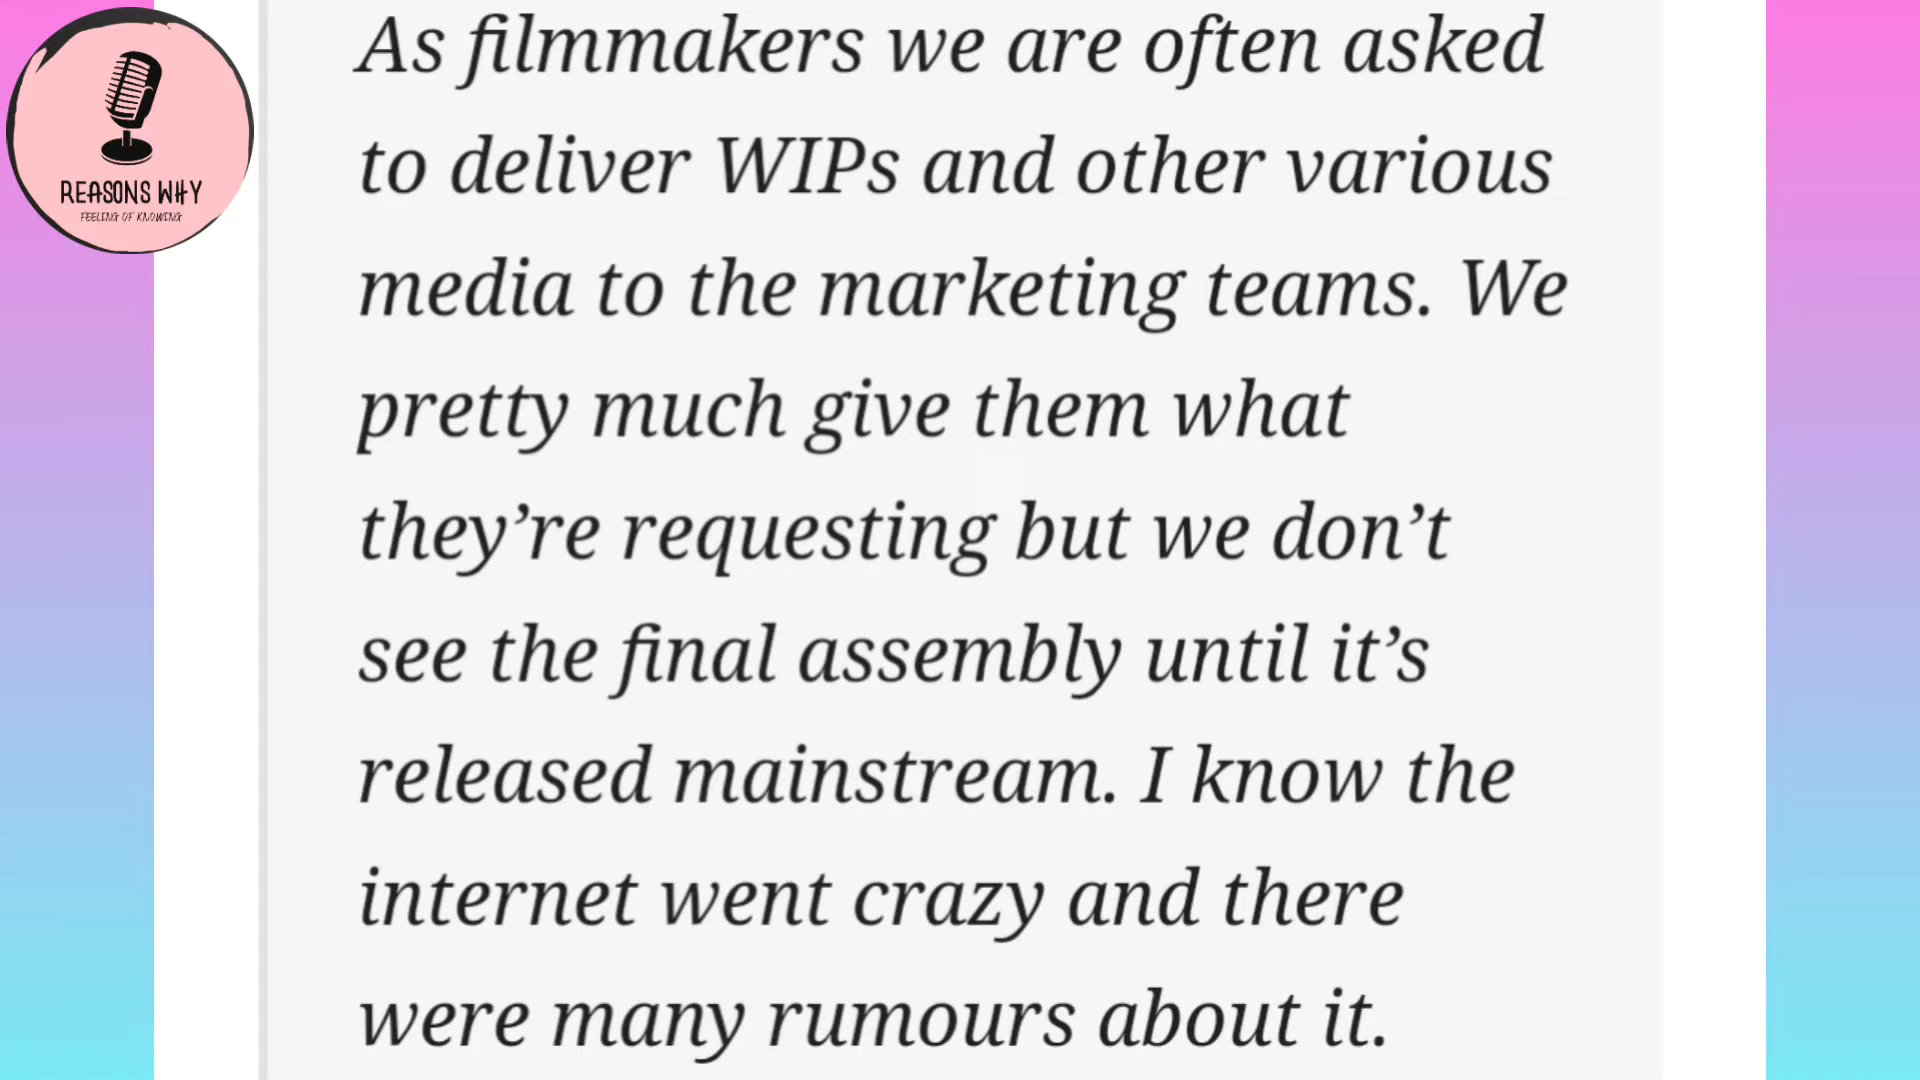 REASONS WHY
FEELING OF KNOWING
As filmmakers we are often asked
to deliver WIPs and other various
media to the marketing teams. We
pretty much give them what
they’re requesting but we don’t
see the final assembly until it’s
released mainstream. I know the
internet went crazy and there
were many rumours about it.